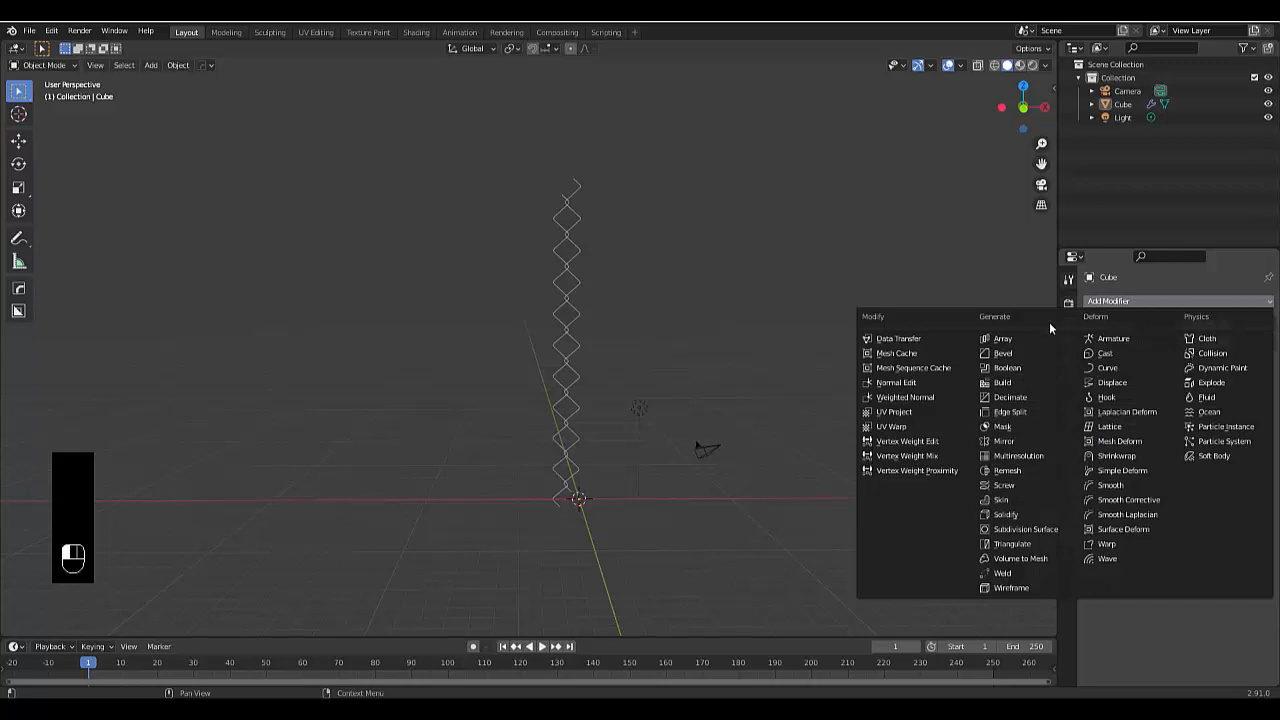 File Edit Render Window Help Layout Modeling Sculpting UV Editing Texture Paint Shading Animation Rendering Compositing Scripting + Scene View Layer
Global Options
Object Mode View Select Add Object
User Perspective
(1) Collection | Cube
Z
X
Scene Collection
Collection
Camera
Cube
Light
Cube
Add Modifier
Modify Generate Deform Physics
Data Transfer Array Armature Cloth
Mesh Cache Bevel Cast Collision
Mesh Sequence Cache Boolean Curve Dynamic Paint
Normal Edit Build Displace Explode
Weighted Normal Decimate Hook Fluid
UV Project Edge Split Laplacian Deform Ocean
UV Warp Mask Lattice Particle Instance
Vertex Weight Edit Mirror Mesh Deform Particle System
Vertex Weight Mix Multiresolution Shrinkwrap Soft Body
Vertex Weight Proximity Remesh Simple Deform
Screw Smooth
Skin Smooth Corrective
Solidify Smooth Laplacian
Subdivision Surface Surface Deform
Triangulate Warp
Volume to Mesh Wave
Weld
Wireframe
Playback Keying View Marker 1 Start 1 End 250
-20 -10 1 10 20 30 40 50 60 70 80 90 100 110 120 130 140 150 160 170 180 190 200 210 220 230 240 250 260
Pan View Context Menu 2.91.0